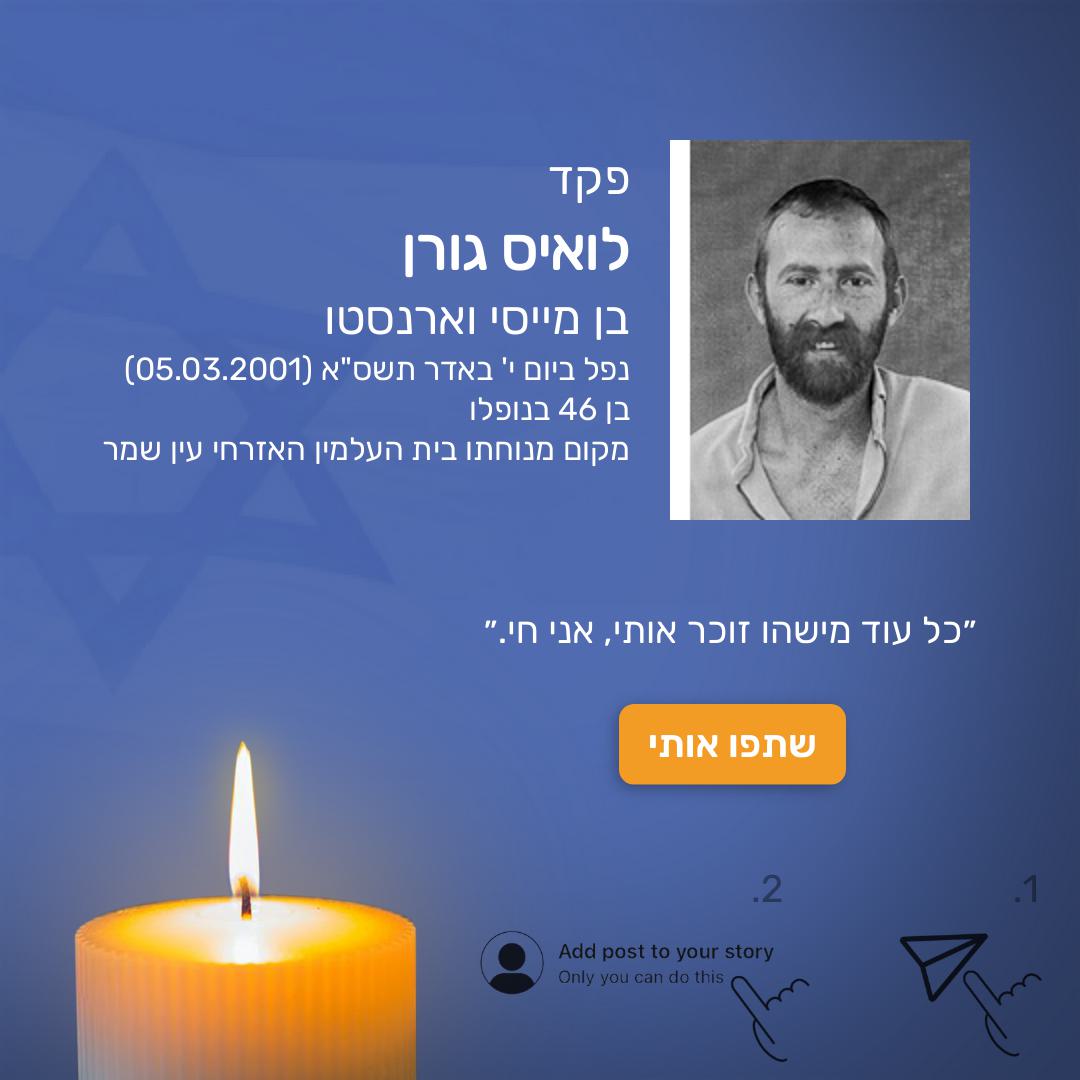 פקד
לואיס גורן
בן מייסי וארנסטו
נפל ביום י' באדר תשס"א (05.03.2001)
בן 46 בנופלו
מקום מנוחתו בית העלמין האזרחי עין שמר
״כל עוד מישהו זוכר אותי, אני חי.״
שתפו אותי
.1
.2
Add post to your story
Only you can do this